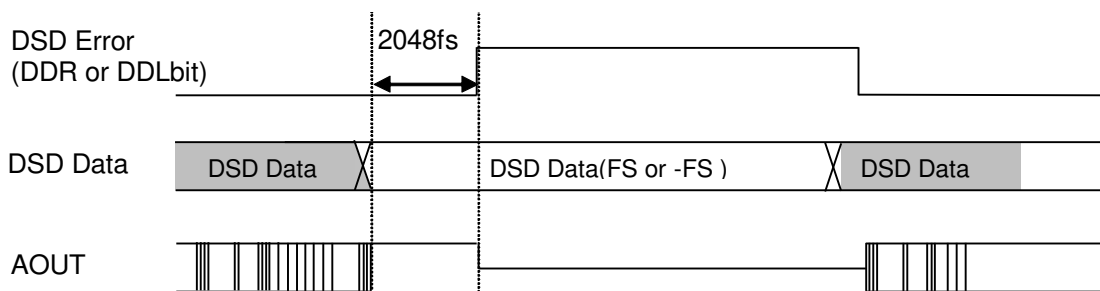 DSD Error
(DDR or DDLbit)
2048fs
DSD Data
DSD Data
DSD Data(FS or -FS )
DSD Data
AOUT